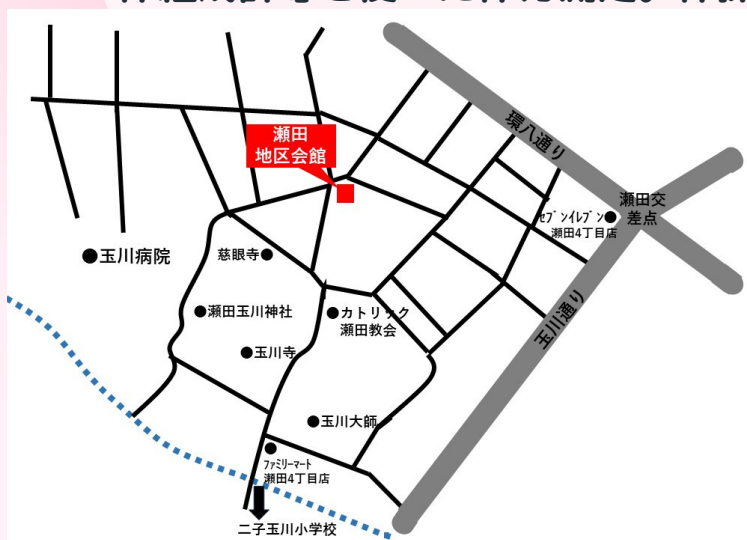 瀬田
地区会館
環八通り
瀬田交
差点
ｾﾌﾞﾝｲﾚﾌﾞﾝ
瀬田4丁目店
玉川病院
慈眼寺
瀬田玉川神社
カトリック
瀬田教会
玉川通り
玉川寺
玉川大師
ﾌｧﾐﾘｰﾏｰﾄ
瀬田4丁目店
二子玉川小学校